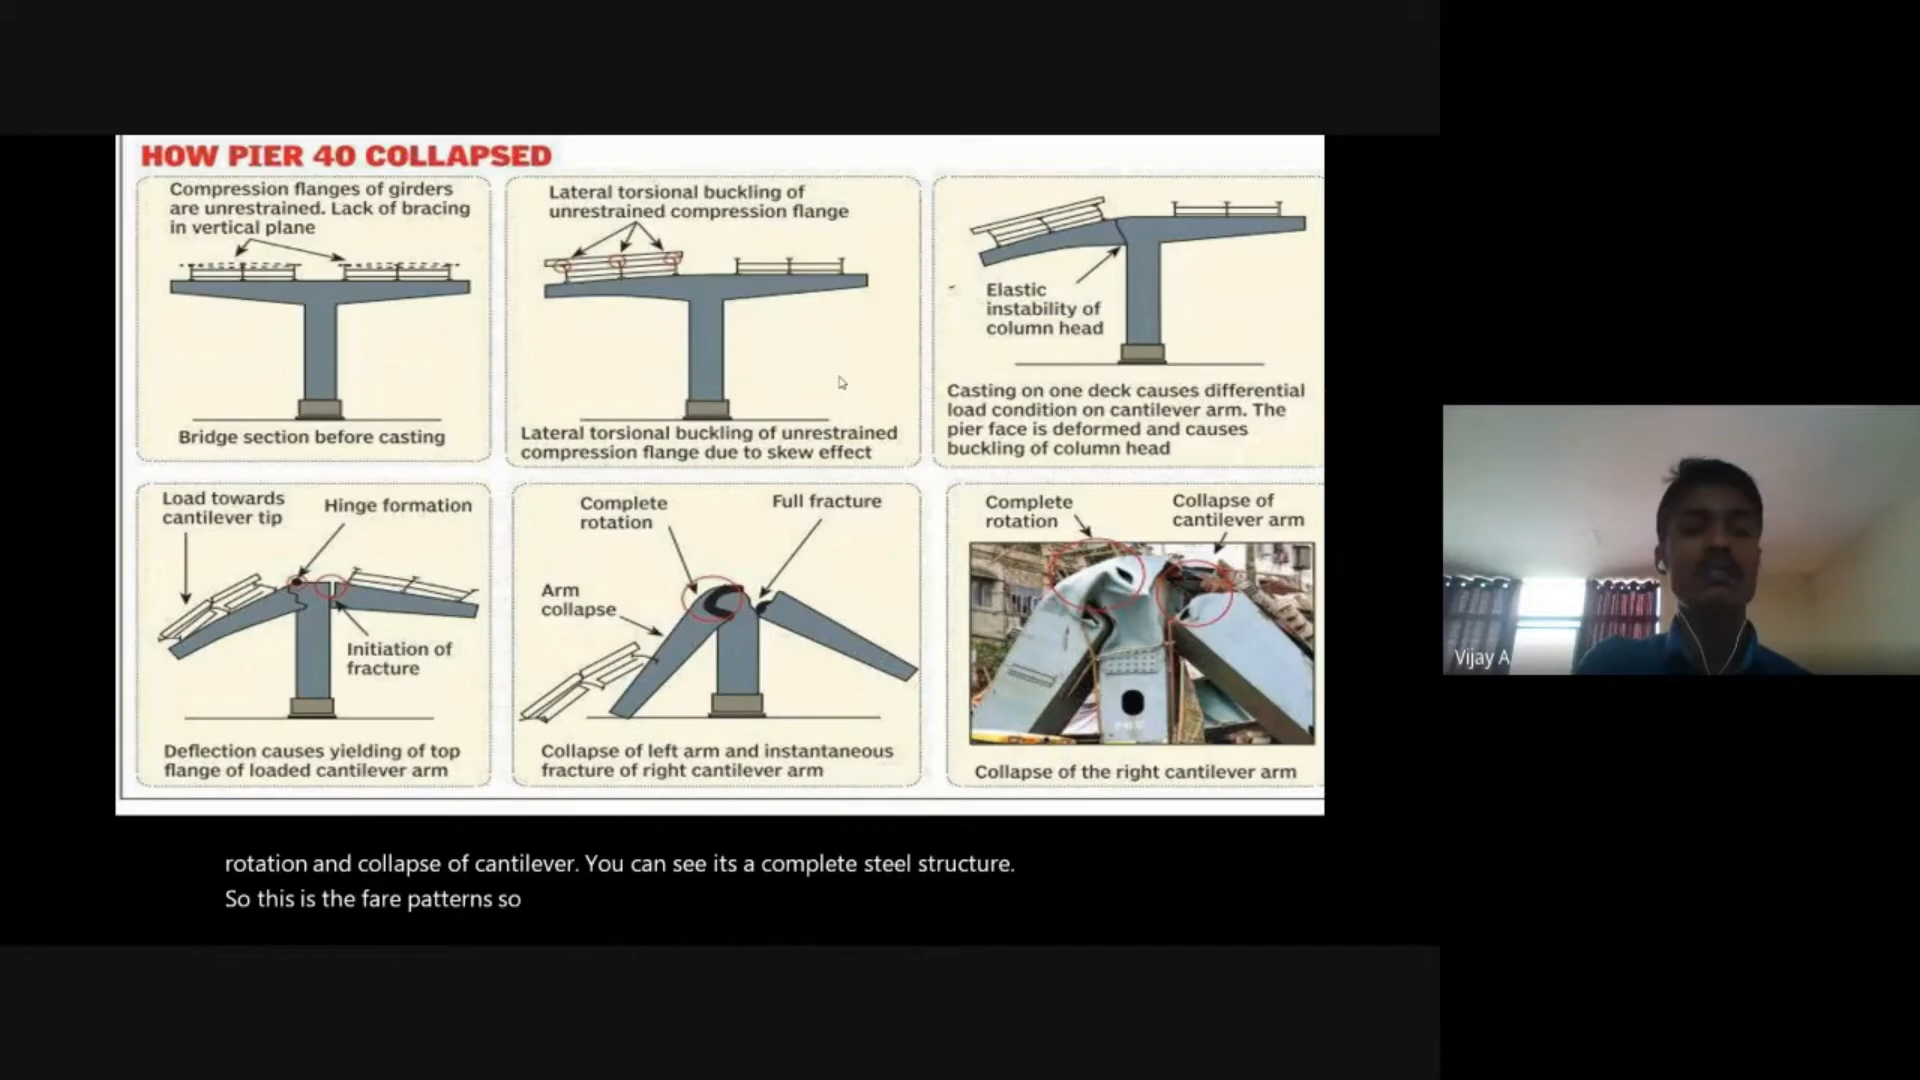 HOW PIER 40 COLLAPSED
Compression flanges of girders
are unrestrained. Lack of bracing
in vertical plane
Bridge section before casting
Lateral torsional buckling of
unrestrained compression flange
Lateral torsional buckling of unrestrained
compression flange due to skew effect
Elastic
instability of
column head
Casting on one deck causes differential
load condition on cantilever arm. The
pier face is deformed and causes
buckling of column head
Load towards
cantilever tip
Hinge formation
Initiation of
fracture
Deflection causes yielding of top
flange of loaded cantilever arm
Complete
rotation
Full fracture
Arm
collapse
Collapse of left arm and instantaneous
fracture of right cantilever arm
Complete
rotation
Collapse of
cantilever arm
Collapse of the right cantilever arm
Vijay A
rotation and collapse of cantilever. You can see its a complete steel structure.
So this is the fare patterns so